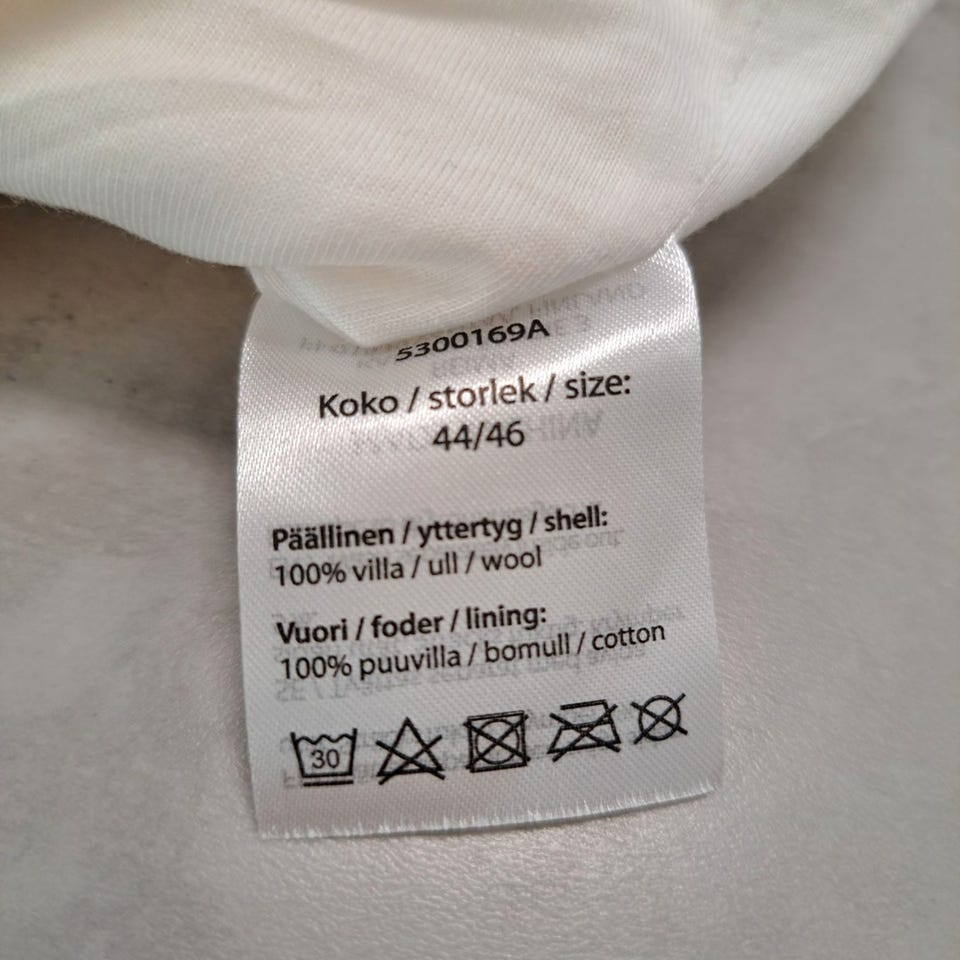 5300169A
Koko / storlek / size:
44/46
Päällinen / yttertyg / shell:
100% villa / ull / wool
Vuori / foder / lining:
100% puuvilla / bomull / cotton
30